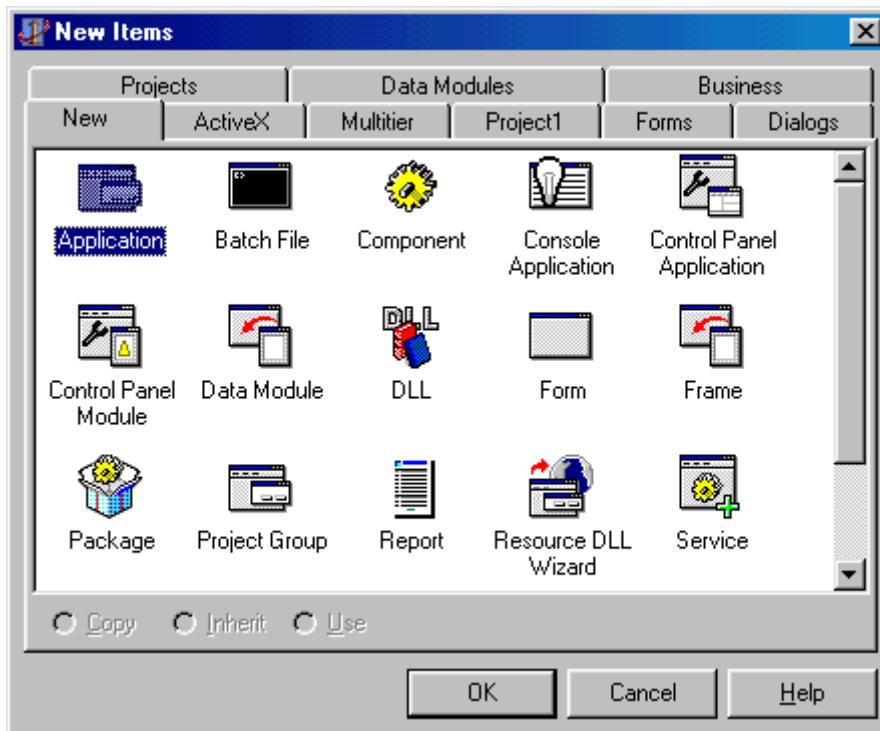 New Items
Projects Data Modules Business
New ActiveX Multitier Project1 Forms Dialogs
Application Batch File Component Console Application Control Panel Application
Control Panel Module Data Module DLL Form Frame
Package Project Group Report Resource DLL Wizard Service
Copy Inherit Use
OK Cancel Help